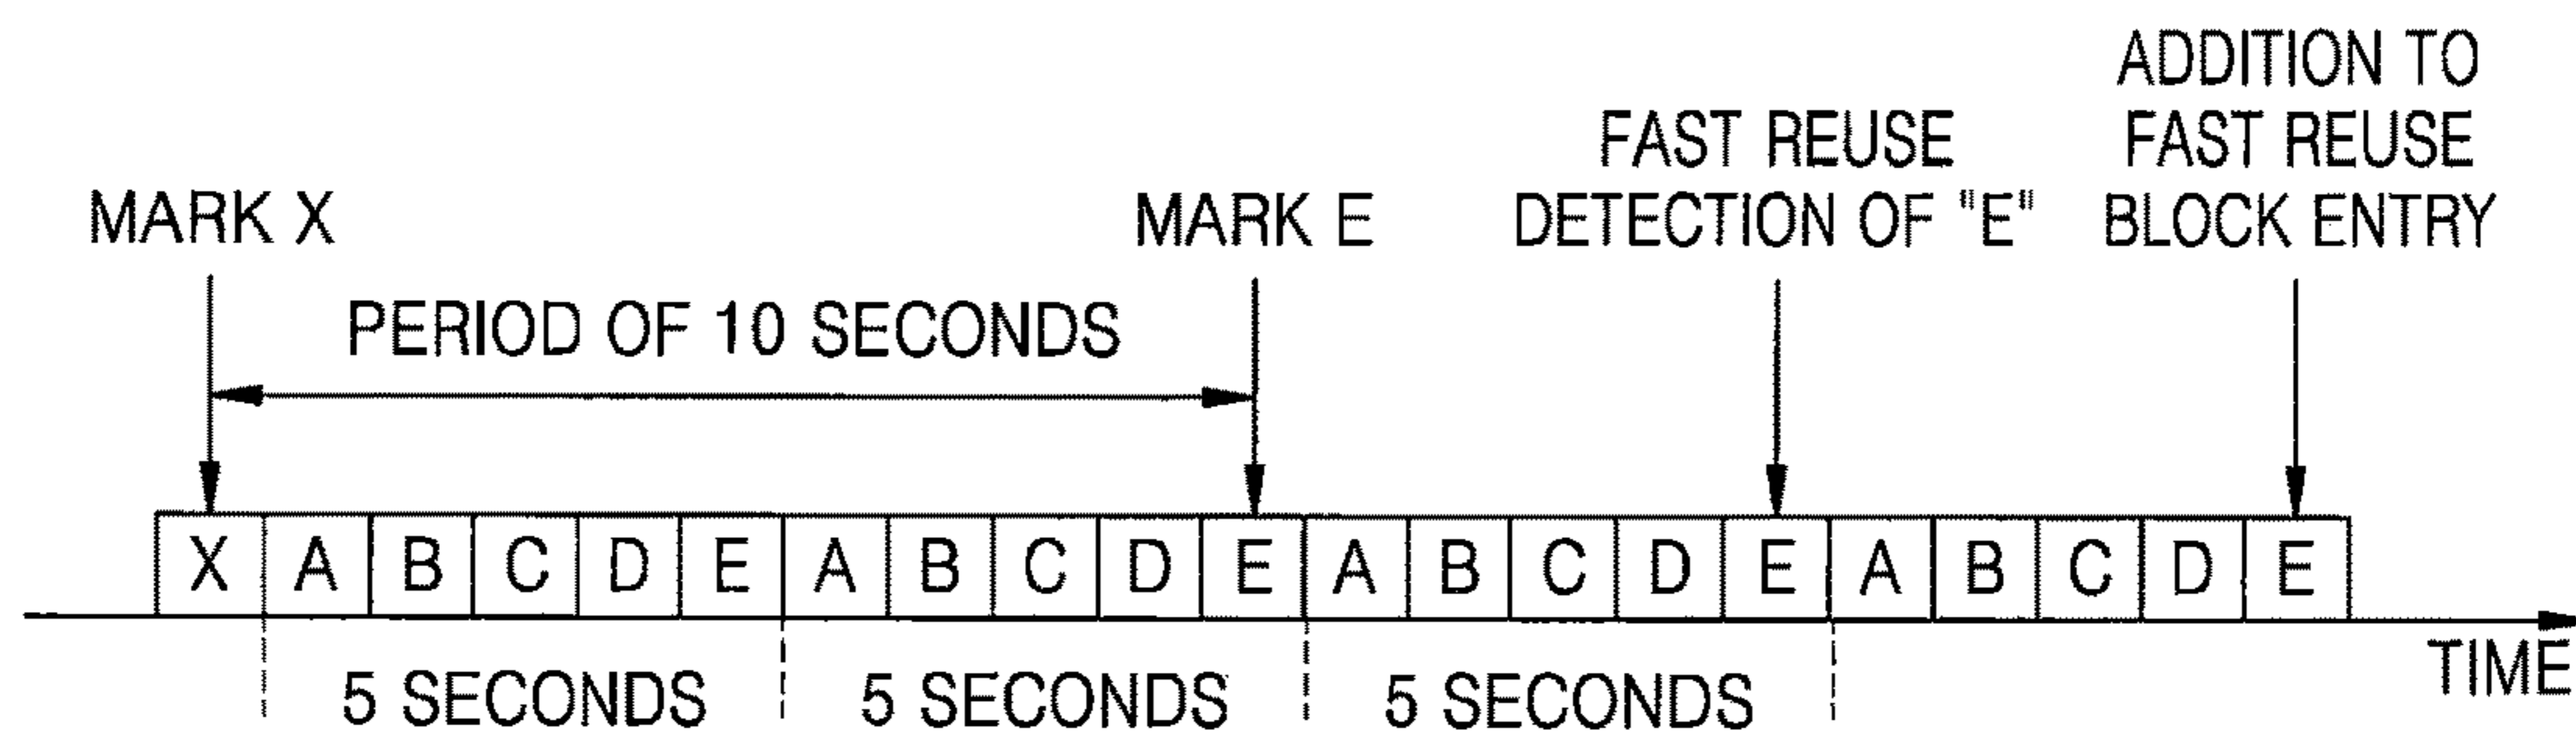 ADDITION TO
FAST REUSE
BLOCK ENTRY
FAST REUSE
DETECTION OF "E"
MARK X
MARK E
PERIOD OF 10 SECONDS
X A B C D E A B C D E A B C D E A B C D E
5 SECONDS 5 SECONDS 5 SECONDS
TIME